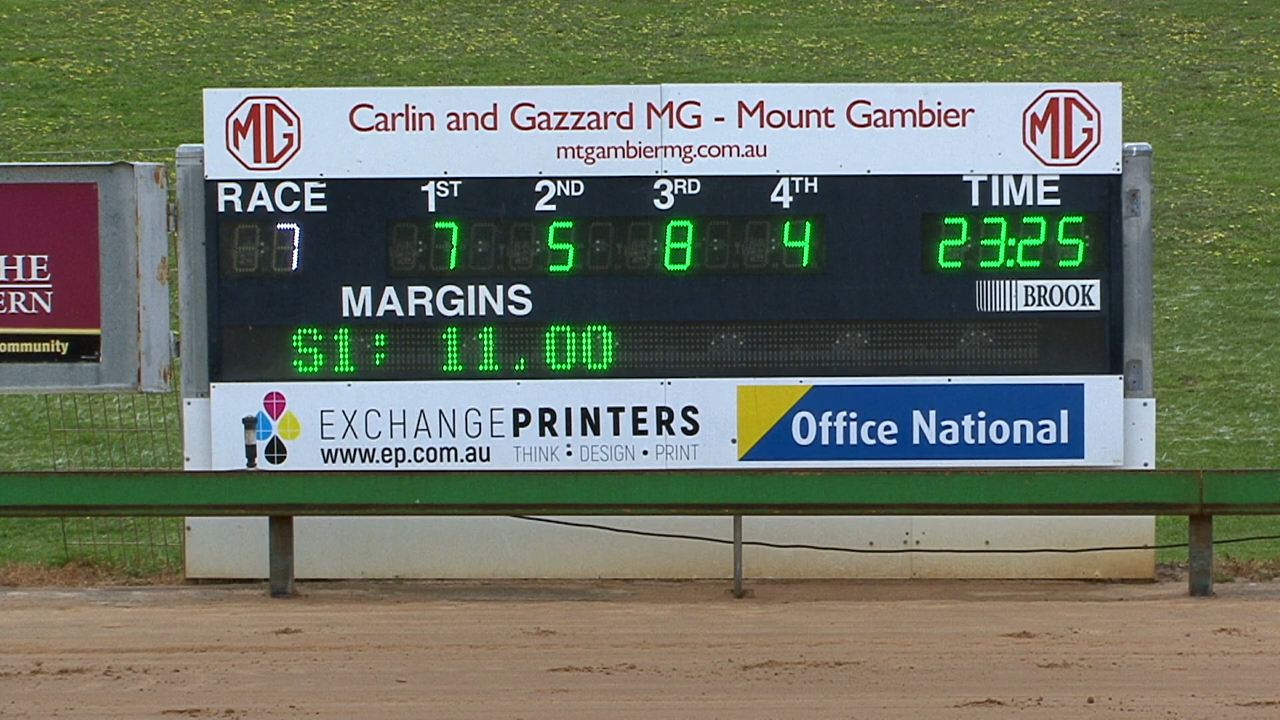 MG Carlin and Gazzard MG - Mount Gambier MG
mtgambiermg.com.au
RACE 1ST 2ND 3RD 4TH TIME
7 7 5 8 4 23:25
MARGINS BROOK
S1: 11.00
HE
ERN
ommunity
EXCHANGEPRINTERS
www.ep.com.au THINK : DESIGN • PRINT
Office National